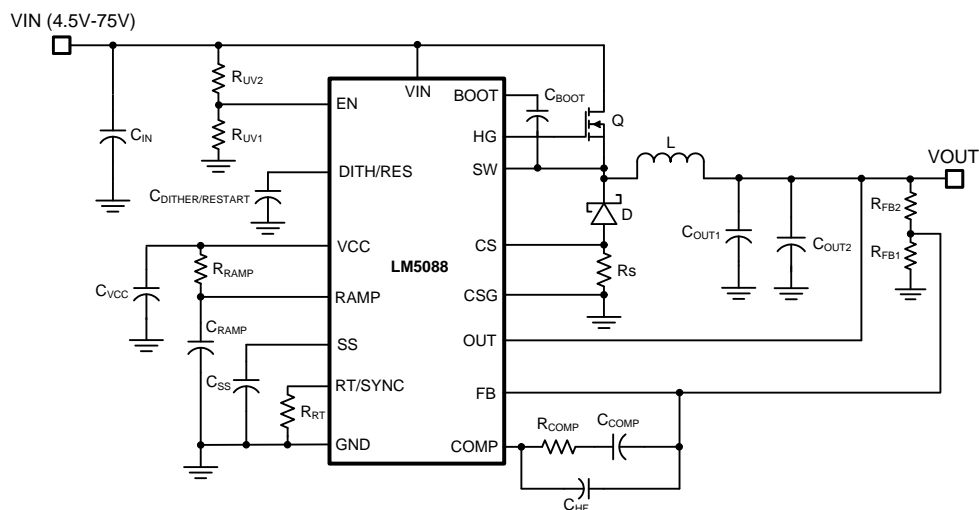 VIN (4.5V-75V)
RUV2
RUV1
CIN
EN
VIN
BOOT
CBOOT
HG
Q
SW
L
VOUT
DITH/RES
CDITHER/RESTART
D
COUT1
COUT2
RFB2
RFB1
VCC
LM5088
CS
Rs
CVCC
RRAMP
RAMP
CSG
CRAMP
SS
OUT
CSS
RT/SYNC
FB
RRT
RCOMP
CCOMP
GND
COMP
CHF